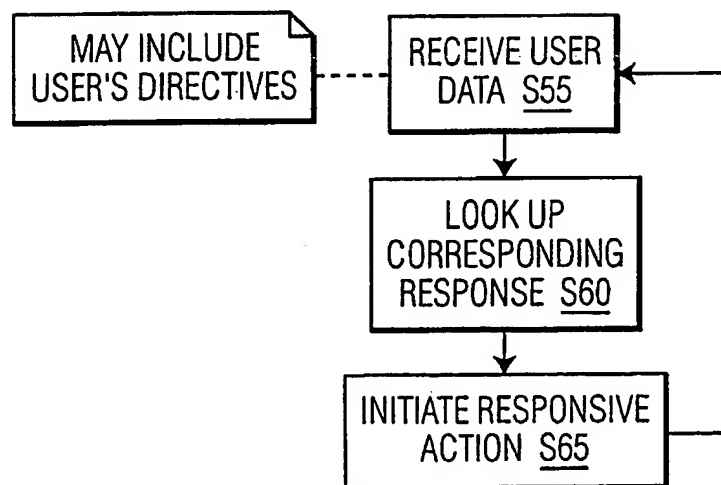 MAY INCLUDE
USER'S DIRECTIVES
RECEIVE USER
DATA S55
LOOK UP
CORRESPONDING
RESPONSE S60
INITIATE RESPONSIVE
ACTION S65